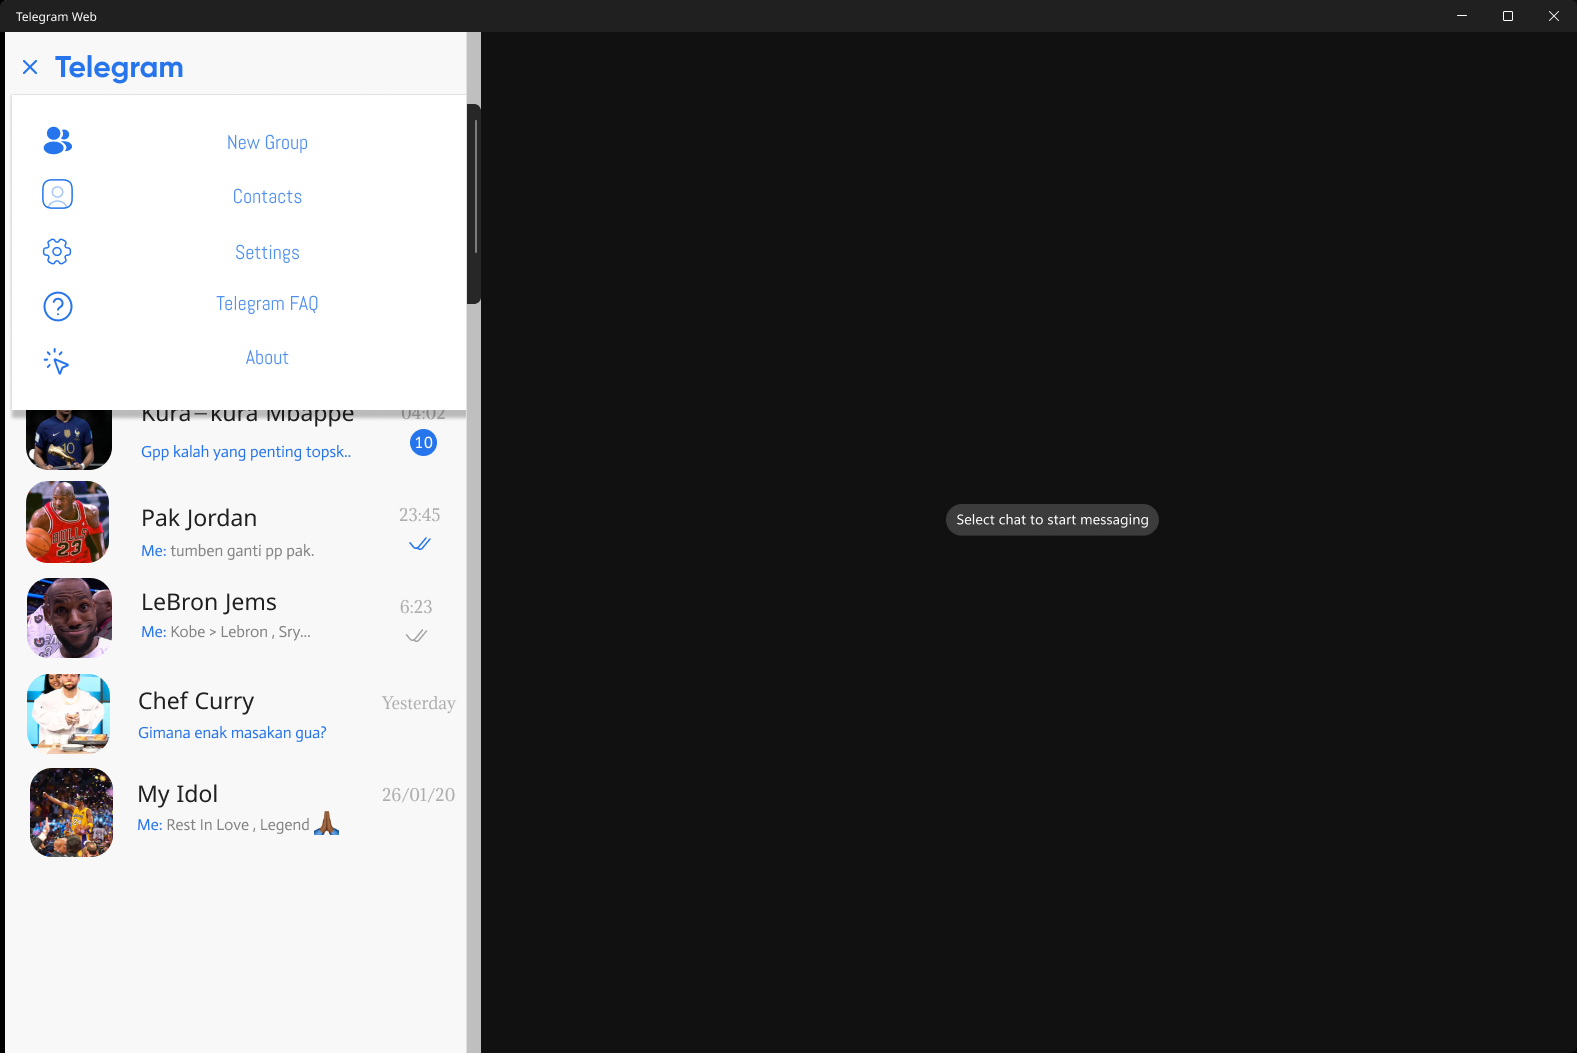 Telegram Web
Telegram
New Group
Contacts
Settings
Telegram FAQ
About
Kura-kura Mbappe 04:02
Gpp kalah yang penting topsk.. 10
Pak Jordan 23:45
Me: tumben ganti pp pak.
LeBron Jems 6:23
Me: Kobe > Lebron , Sry...
Chef Curry Yesterday
Gimana enak masakan gua?
My Idol 26/01/20
Me: Rest In Love , Legend 🙏🏾
Select chat to start messaging
10
BULLS
23